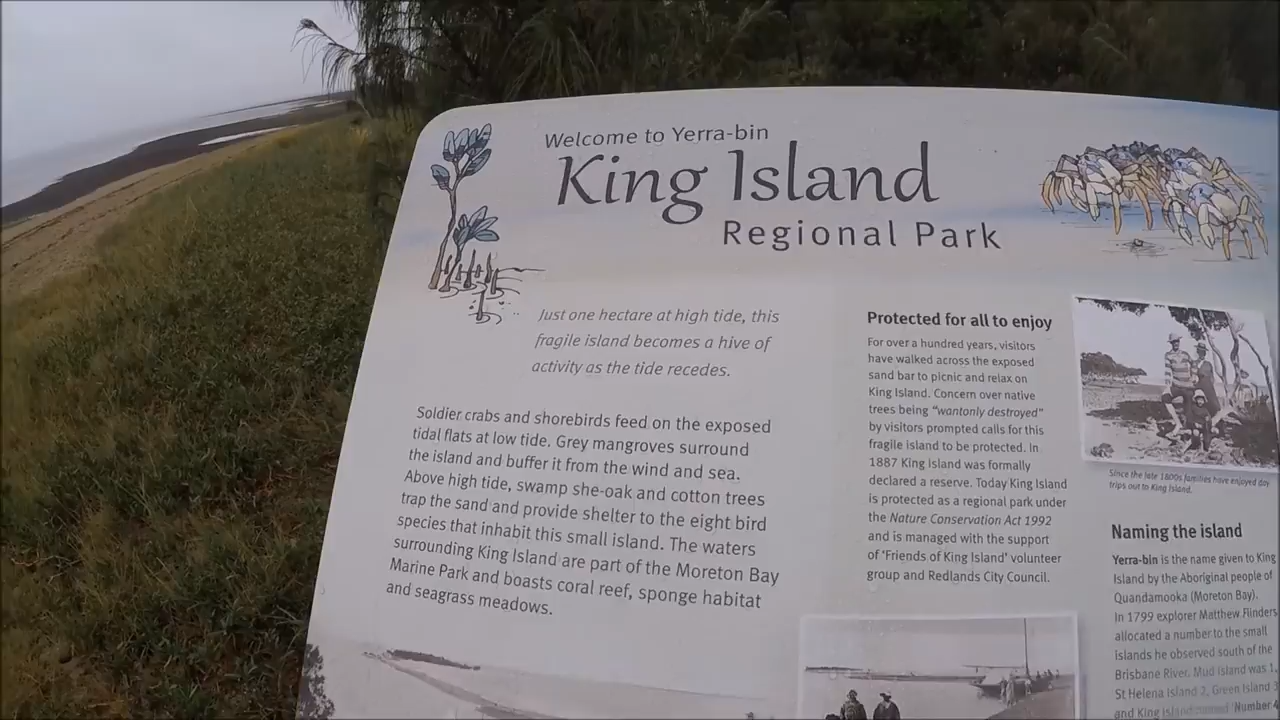 Welcome to Yerra-bin
King Island
Regional Park
Just one hectare at high tide, this
fragile island becomes a hive of
activity as the tide recedes.
Soldier crabs and shorebirds feed on the exposed
tidal flats at low tide. Grey mangroves surround
the island and buffer it from the wind and sea.
Above high tide, swamp she-oak and cotton trees
trap the sand and provide shelter to the eight bird
species that inhabit this small island. The waters
surrounding King Island are part of the Moreton Bay
Marine Park and boasts coral reef, sponge habitat
and seagrass meadows.
Protected for all to enjoy
For over a hundred years, visitors
have walked across the exposed
sand bar to picnic and relax on
King Island. Concern over native
trees being "wantonly destroyed"
by visitors prompted calls for this
fragile island to be protected. In
1887 King Island was formally
declared a reserve. Today King Island
is protected as a regional park under
the Nature Conservation Act 1992
and is managed with the support
of 'Friends of King Island' volunteer
group and Redlands City Council.
Since the late 1800s families have enjoyed day
trips out to King Island.
Naming the island
Yerra-bin is the name given to King
Island by the Aboriginal people of
Quandamooka (Moreton Bay).
In 1799 explorer Matthew Flinders
allocated a number to the small
islands he observed south of the
Brisbane River. Mud Island was 1,
St Helena Island 2, Green Island 3
and King Island named 'Number